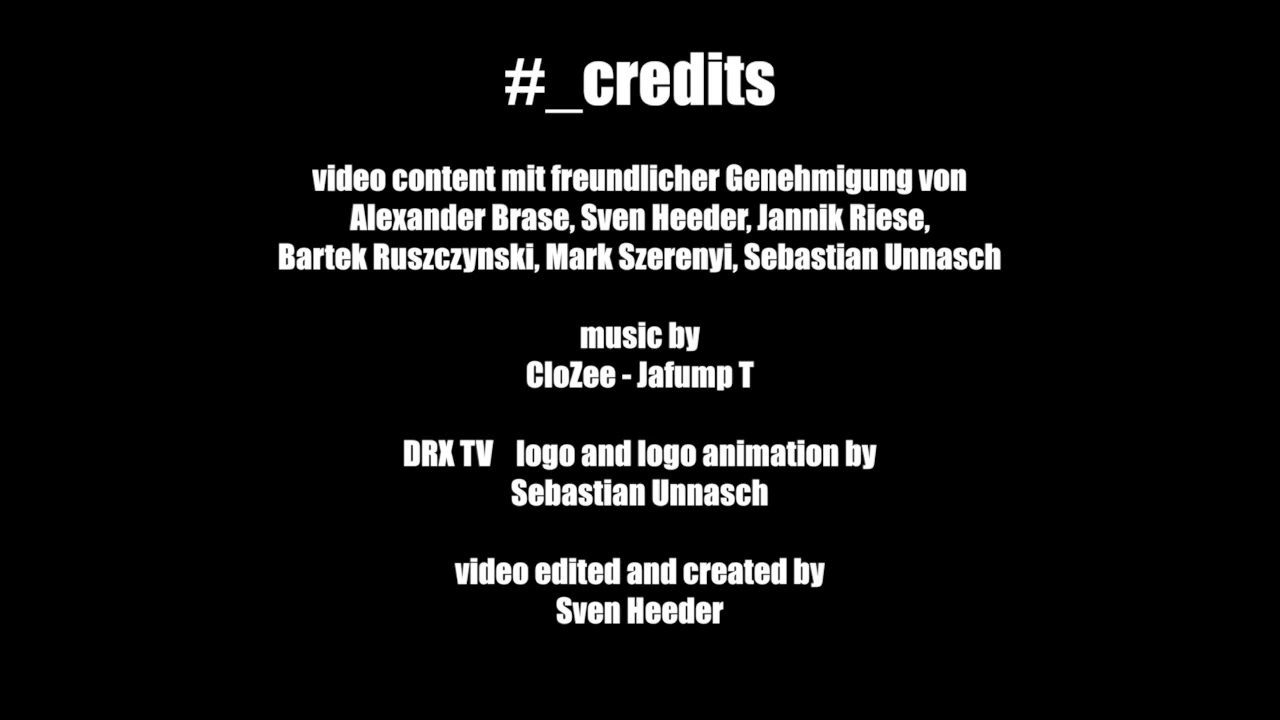 #_credits
video content mit freundlicher Genehmigung von
Alexander Brase, Sven Heeder, Jannik Riese,
Bartek Ruszczynski, Mark Szerenyi, Sebastian Unnasch
music by
CloZee - Jafump T
DRX TV logo and logo animation by
Sebastian Unnasch
video edited and created by
Sven Heeder